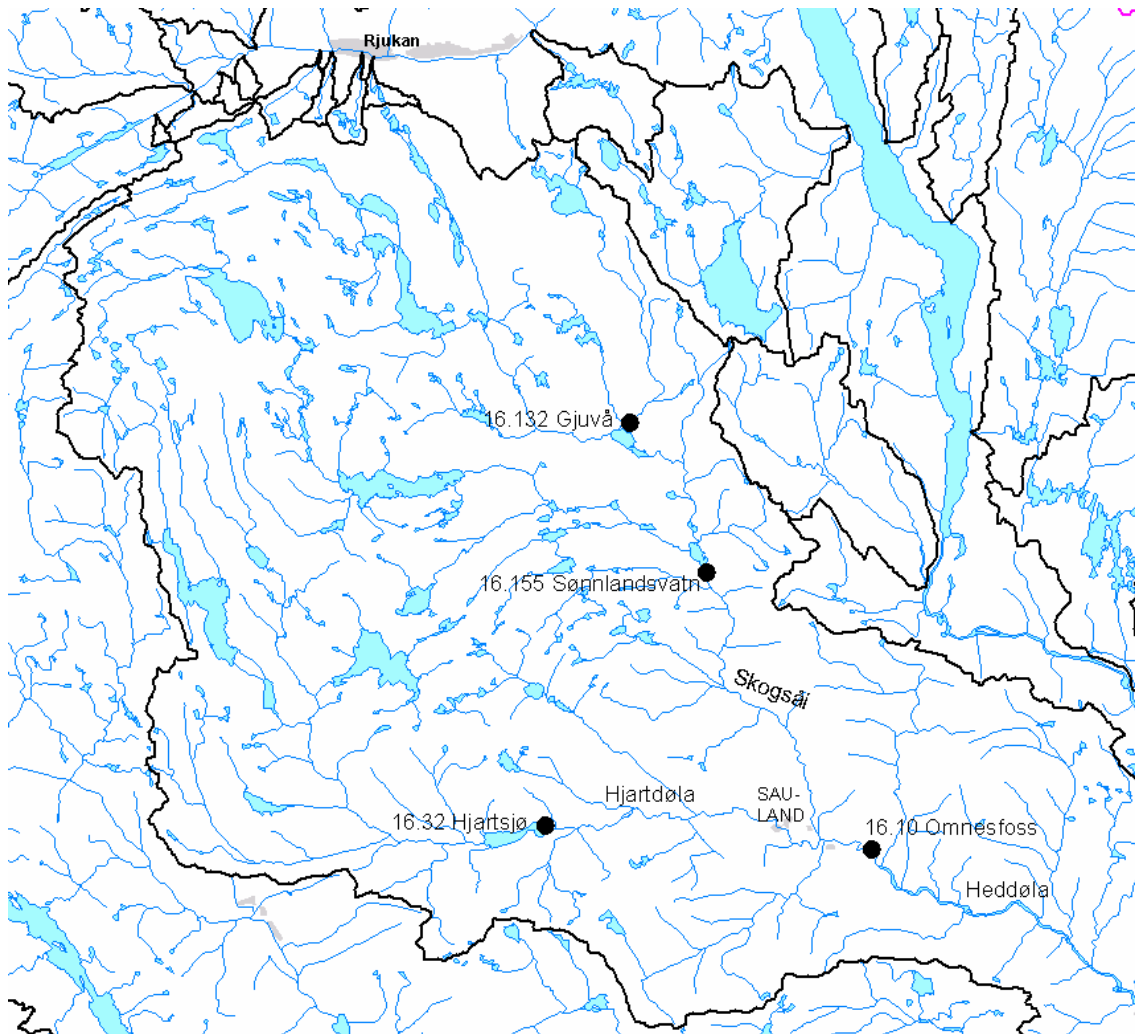 Rjukan
16.132 Gjuvå
16.155 Sønnlandsvatn
Skogsåi
Hjartdøla
SAU-
LAND
16.32 Hjartsjø
16.10 Omnesfoss
Heddøla